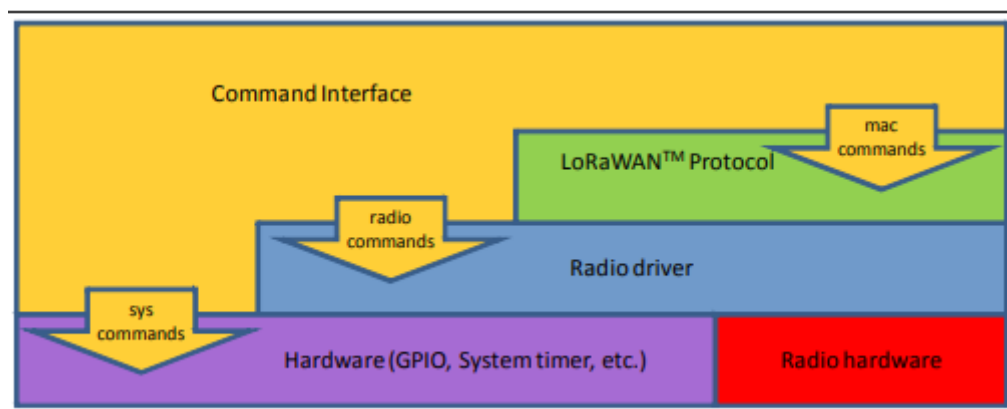 Command Interface
mac
commands
LoRaWAN™ Protocol
radio
commands
Radio driver
sys
commands
Hardware (GPIO, System timer, etc.)
Radio hardware